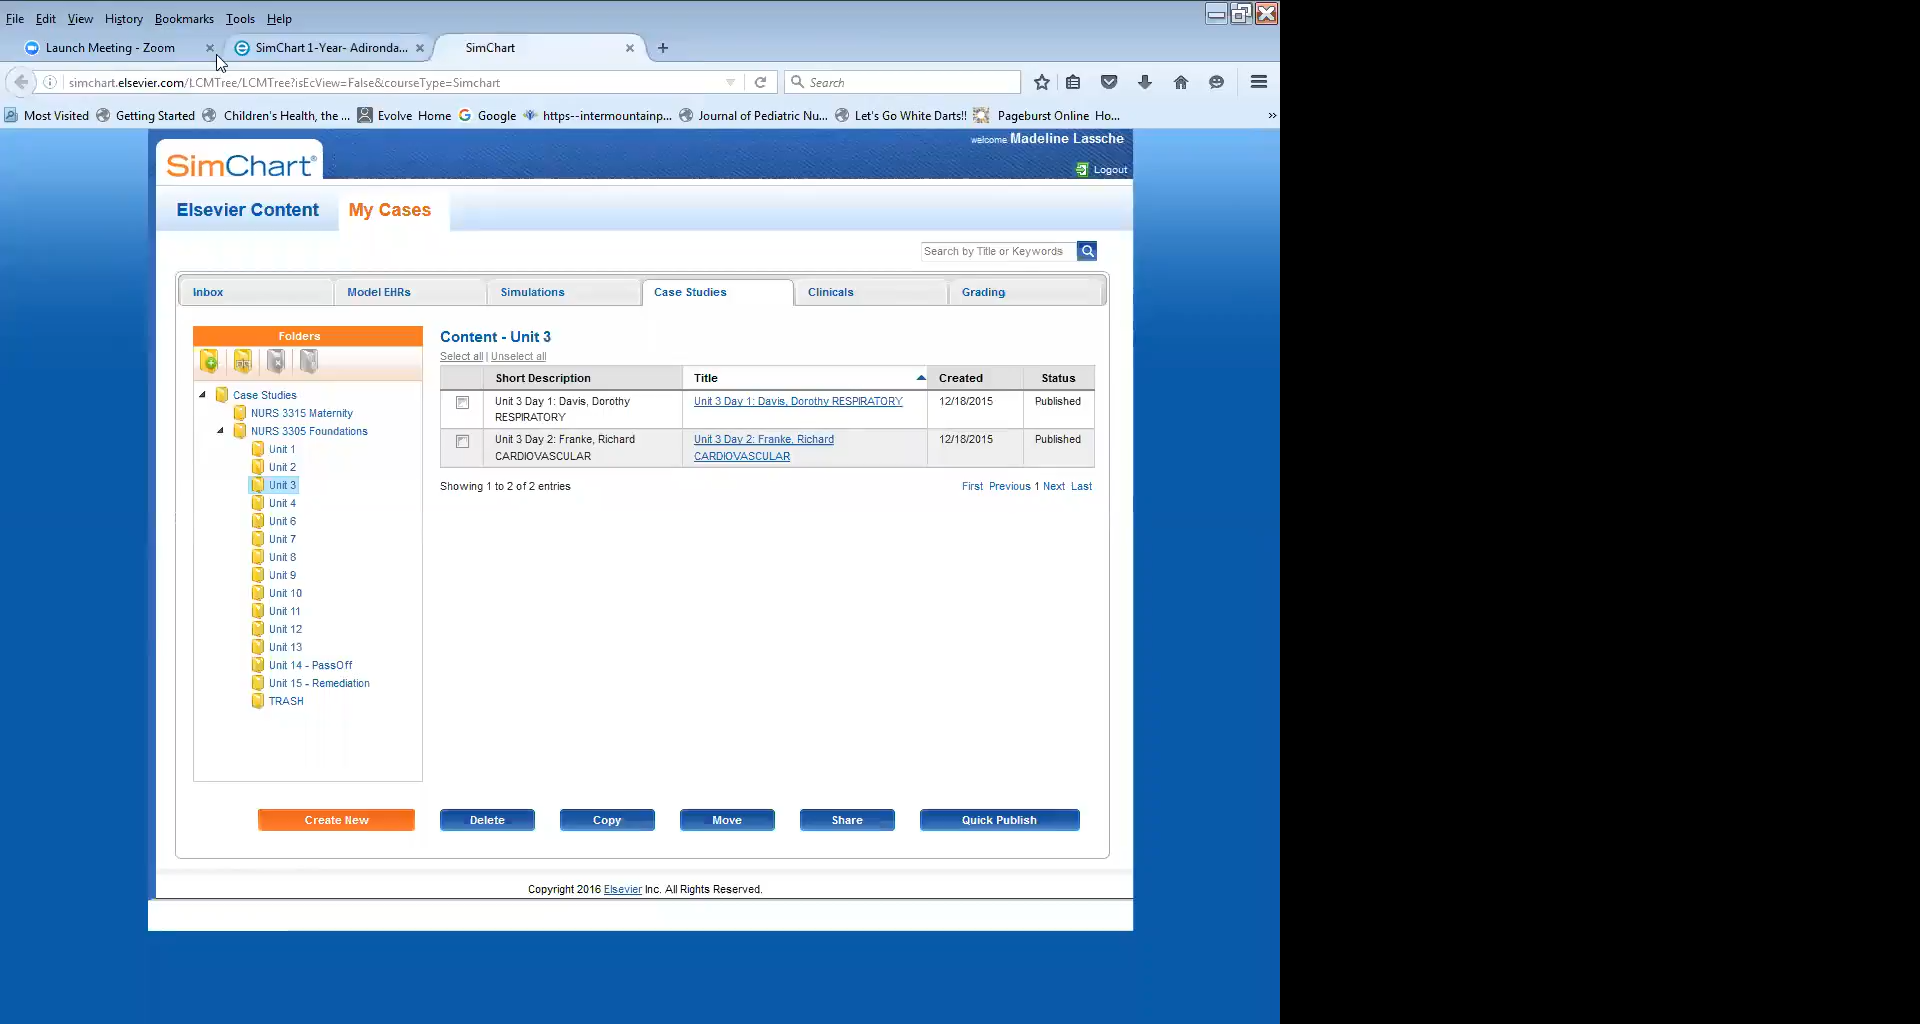 File Edit View History Bookmarks Tools Help
Launch Meeting - Zoom
SimChart 1-Year- Adironda...
SimChart
simchart.elsevier.com/LCMTree/LCMTree?isEcView=False&courseType=Simchart
Search
Most Visited Getting Started Children's Health, the ... Evolve Home Google https--intermountainp... Journal of Pediatric Nu... Let's Go White Darts!! Pageburst Online Ho... »
welcome Madeline Lassche
SimChart®
Logout
Elsevier Content My Cases
Search by Title or Keywords
Inbox Model EHRs Simulations Case Studies Clinicals Grading
Folders
Case Studies
NURS 3315 Maternity
NURS 3305 Foundations
Unit 1
Unit 2
Unit 3
Unit 4
Unit 6
Unit 7
Unit 8
Unit 9
Unit 10
Unit 11
Unit 12
Unit 13
Unit 14 - PassOff
Unit 15 - Remediation
TRASH
Content - Unit 3
Select all | Unselect all
Short Description Title Created Status
Unit 3 Day 1: Davis, Dorothy Unit 3 Day 1: Davis, Dorothy RESPIRATORY 12/18/2015 Published
RESPIRATORY
Unit 3 Day 2: Franke, Richard Unit 3 Day 2: Franke, Richard 12/18/2015 Published
CARDIOVASCULAR CARDIOVASCULAR
Showing 1 to 2 of 2 entries First Previous 1 Next Last
Create New Delete Copy Move Share Quick Publish
Copyright 2016 Elsevier Inc. All Rights Reserved.